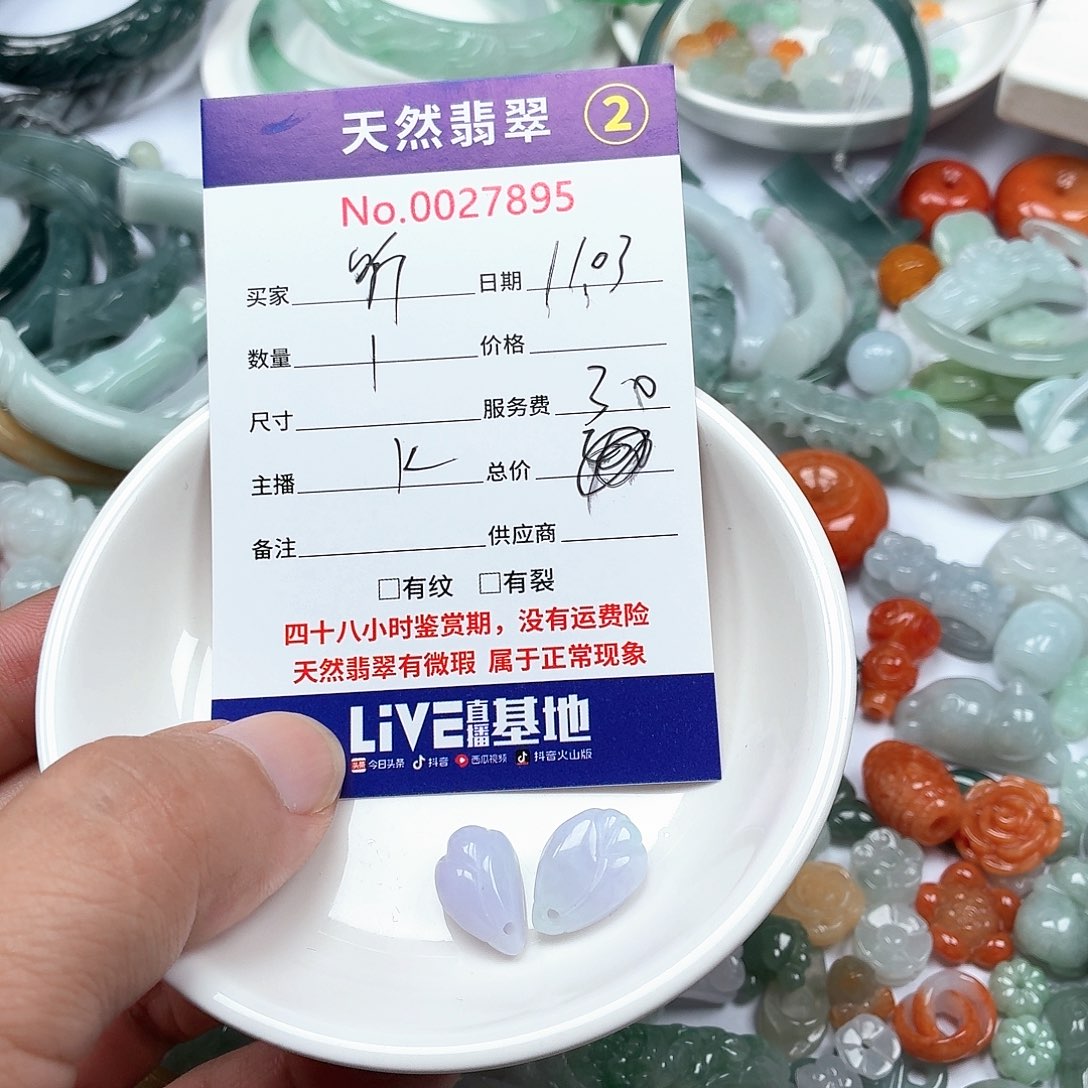 天然翡翠 2
No.0027895
买家 日期 11.03
数量 1 价格
尺寸 服务费 30
主播 K 总价
备注 供应商
□有纹 □有裂
四十八小时鉴赏期，没有运费险
天然翡翠有微瑕 属于正常现象
LiVE直播基地
头条 今日头条 抖音 西瓜视频 抖音火山版